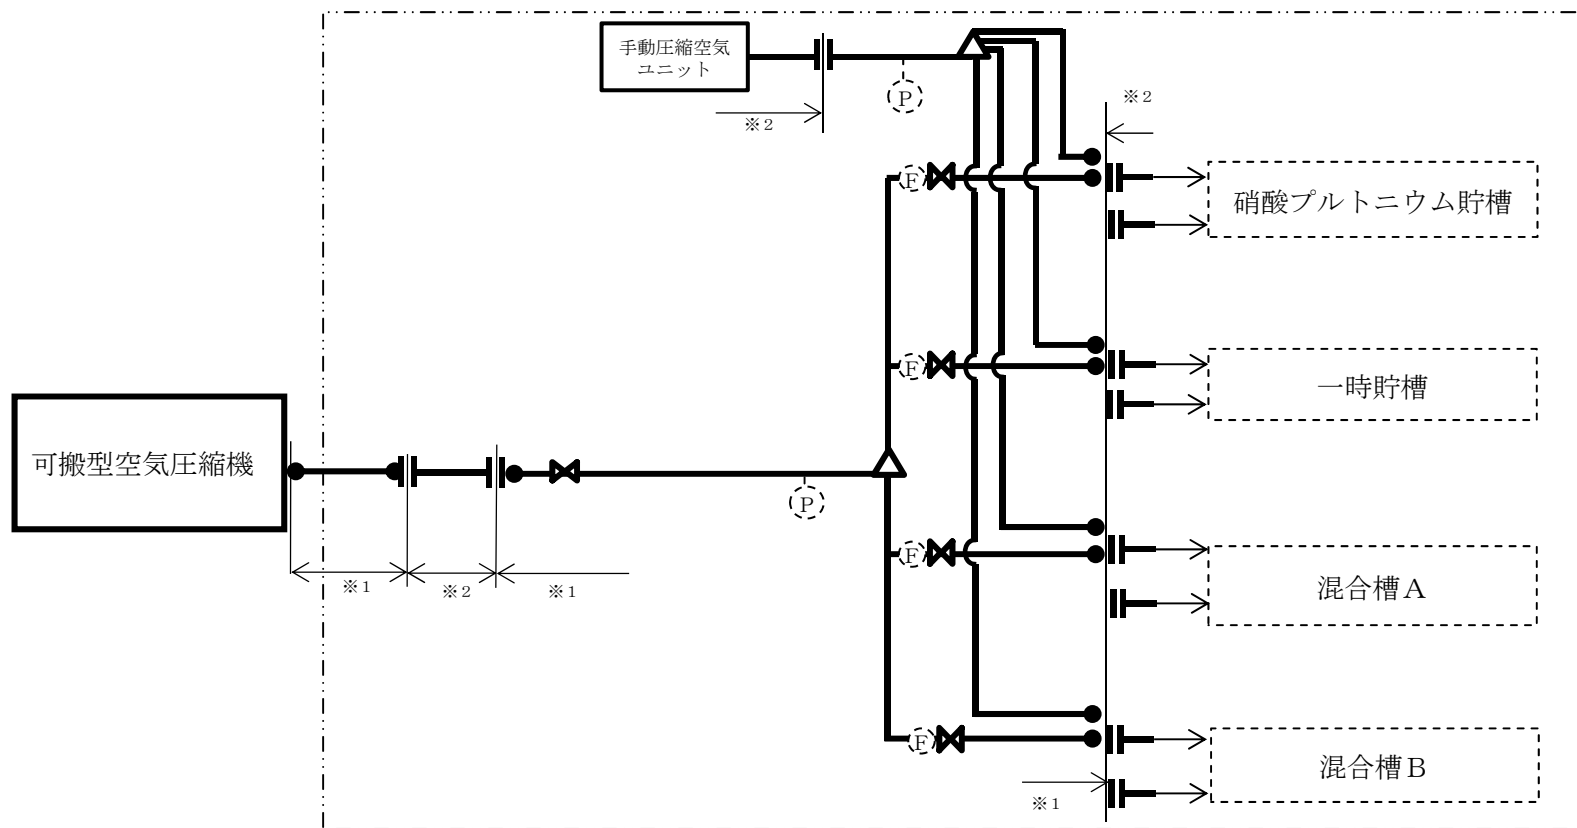 手動圧縮空気
ユニット
※2
P
※2
F
硝酸プルトニウム貯槽
F
一時貯槽
可搬型空気圧縮機
P
※1
※2
※1
F
混合槽A
F
混合槽B
※1